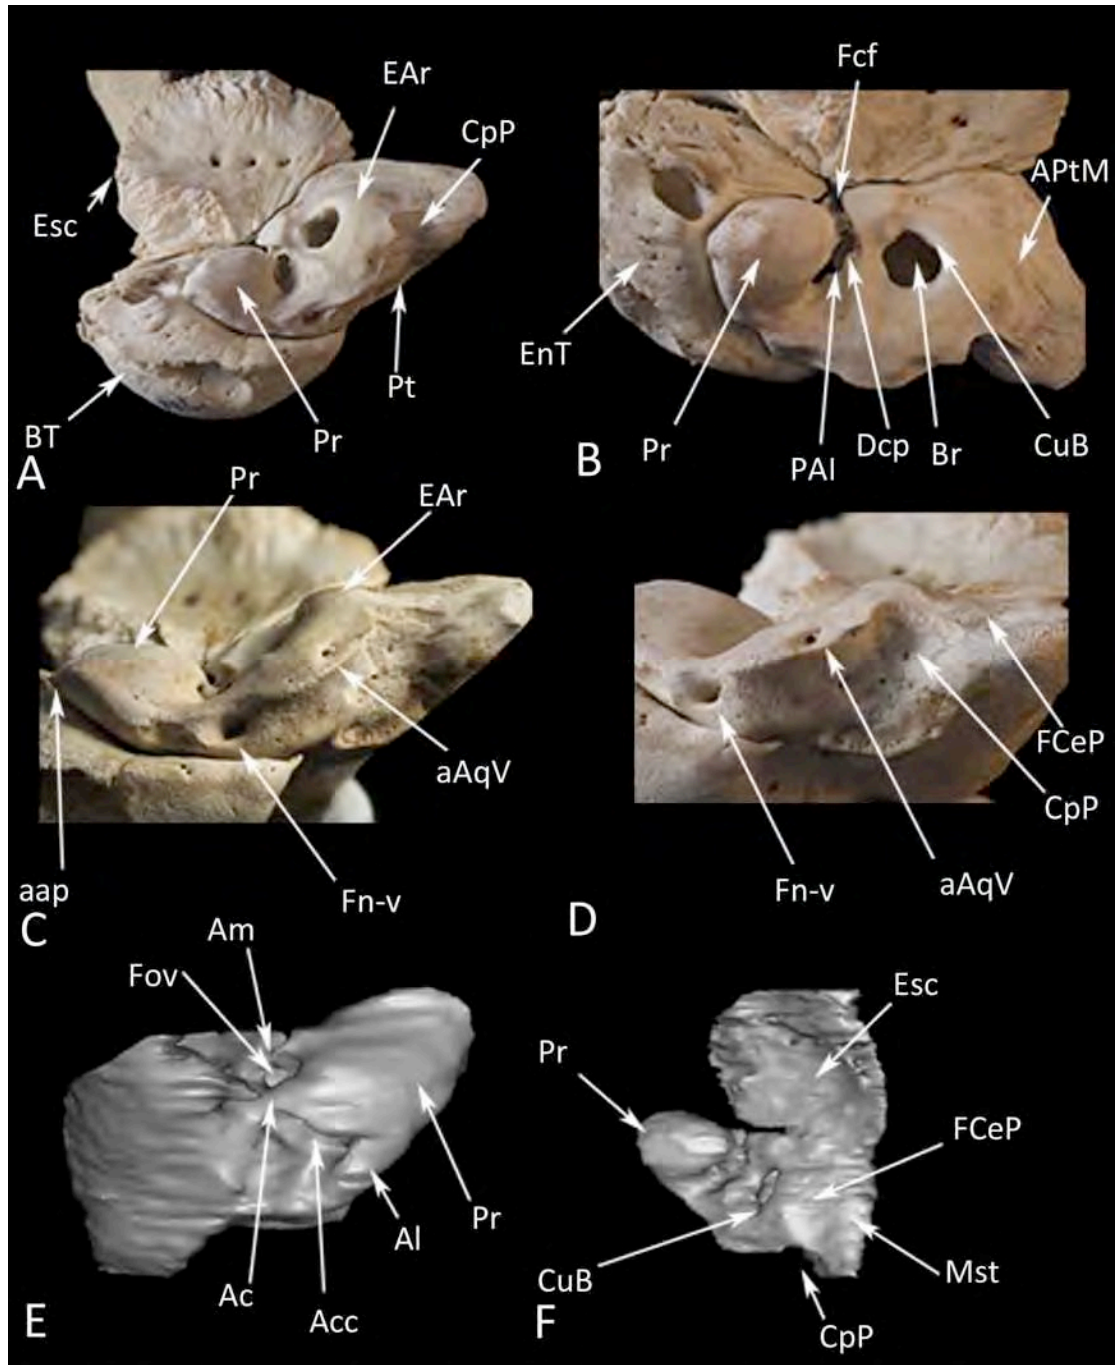 EAr
CpP
Esc
Pt
BT
Pr
A
Fcf
APtM
EnT
Pr
PAl
Dcp
Br
CuB
B
Pr
EAr
aAqV
aap
Fn-v
C
FCeP
CpP
Fn-v
aAqV
D
Am
Fov
Pr
Al
Ac
Acc
E
Esc
Pr
FCeP
CuB
Mst
CpP
F